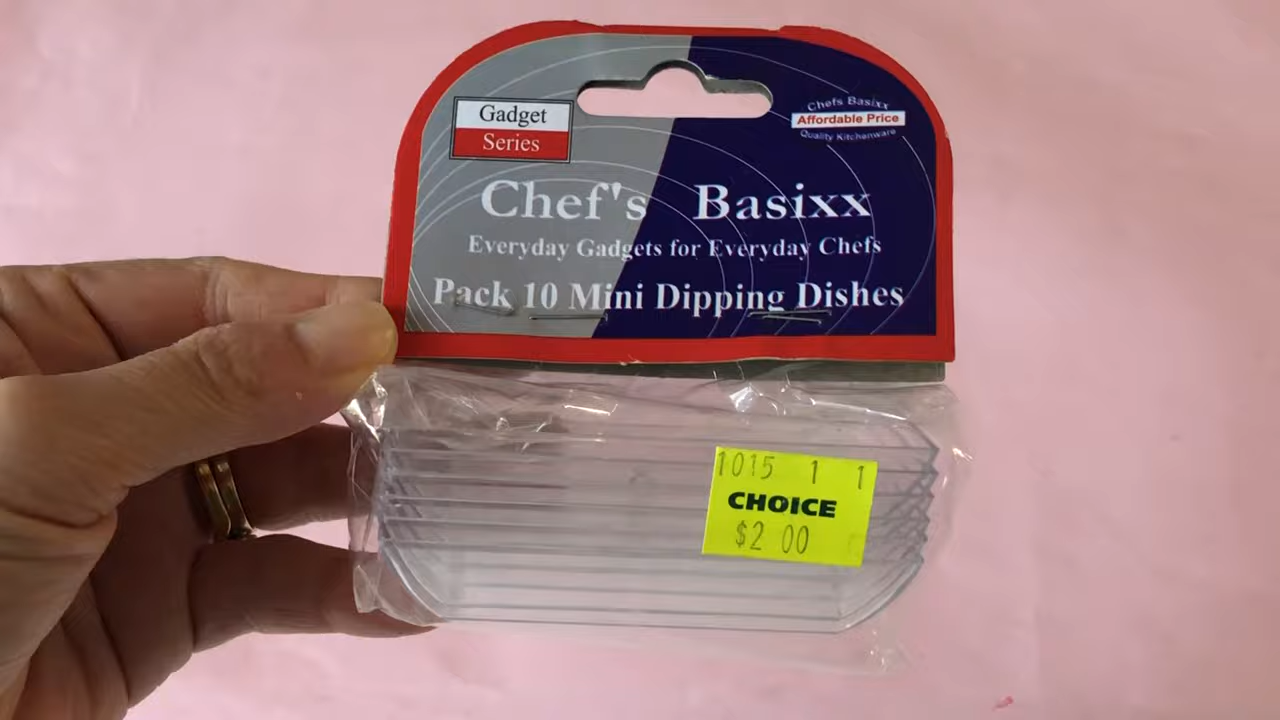 Gadget
Series
Chefs Basixx
Affordable Price
Quality Kitchenware
Chef's Basixx
Everyday Gadgets for Everyday Chefs
Pack 10 Mini Dipping Dishes
1015 1 1
CHOICE
$2 00